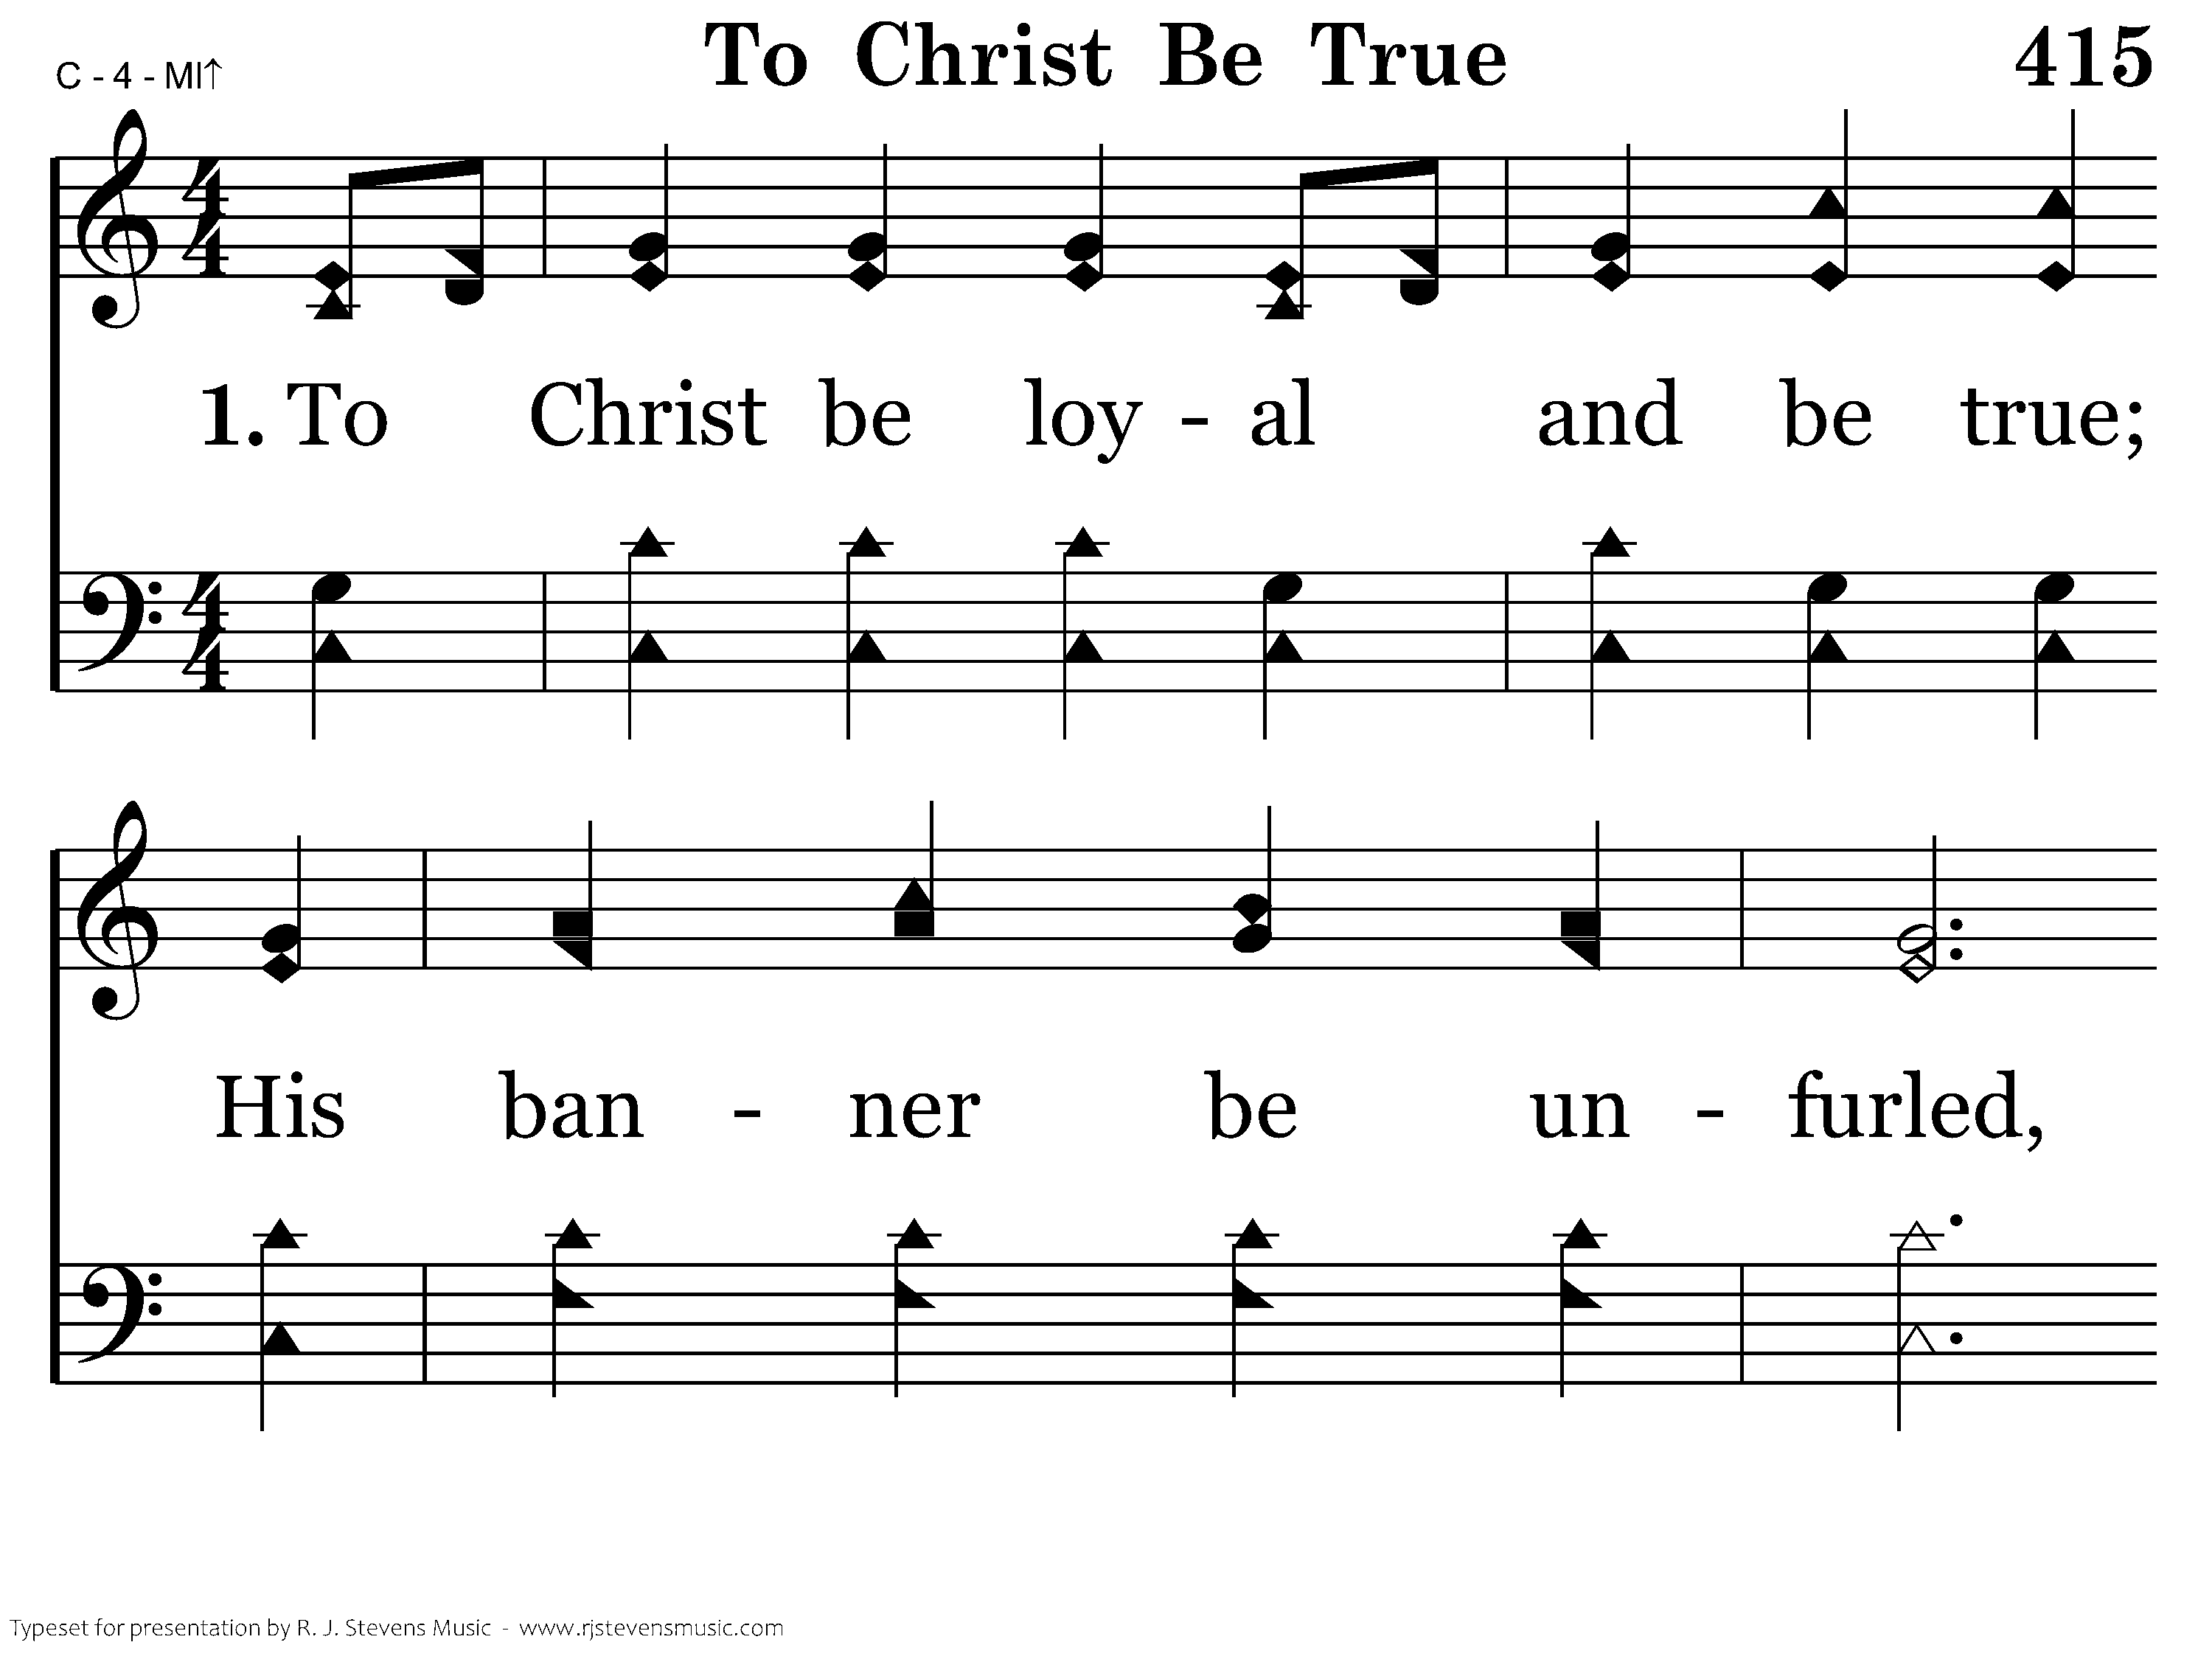 To Christ Be True
415
C - 4 - MI↑
1. To Christ be loy - al and be true;
His ban - ner be un - furled,
Typeset for presentation by R. J. Stevens Music - www.rjstevensmusic.com